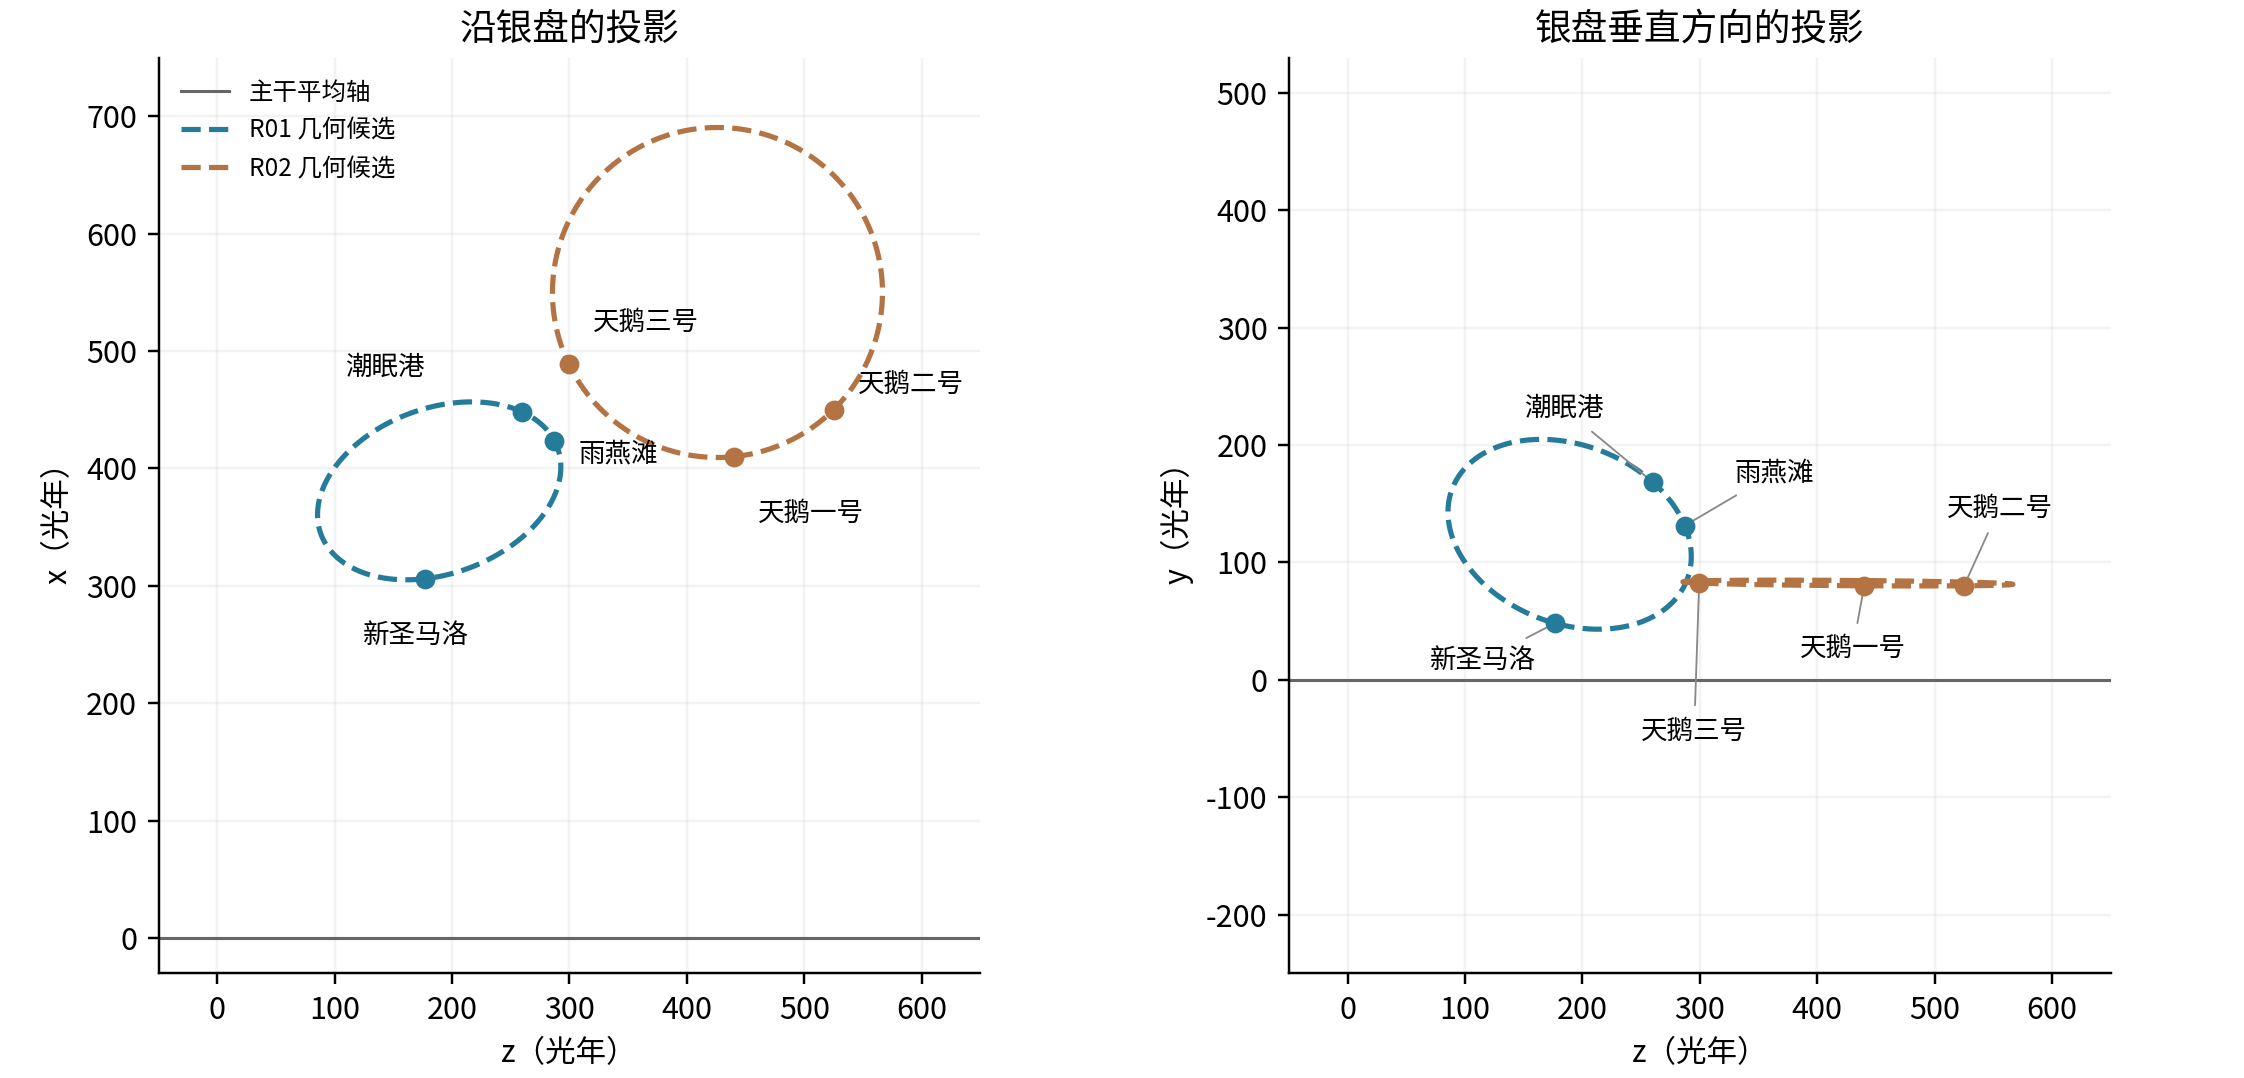 沿银盘的投影
主干平均轴
R01 几何候选
R02 几何候选
700
600
500
400
300
200
100
0
x（光年）
天鹅三号
潮眠港
天鹅二号
雨燕滩
天鹅一号
新圣马洛
0 100 200 300 400 500 600
z（光年）
银盘垂直方向的投影
500
400
300
200
100
0
-100
-200
y（光年）
潮眠港
雨燕滩
天鹅二号
天鹅一号
新圣马洛
天鹅三号
0 100 200 300 400 500 600
z（光年）